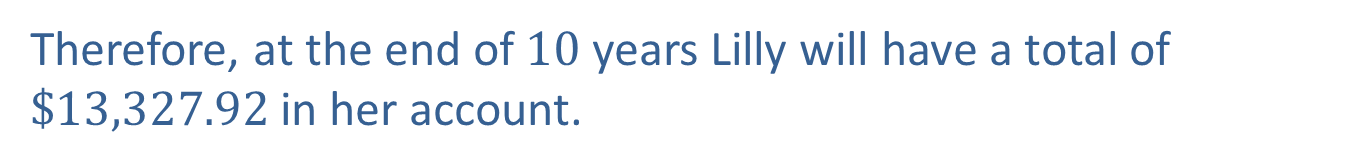 Therefore, at the end of 10 years Lilly will have a total of
$13,327.92 in her account.